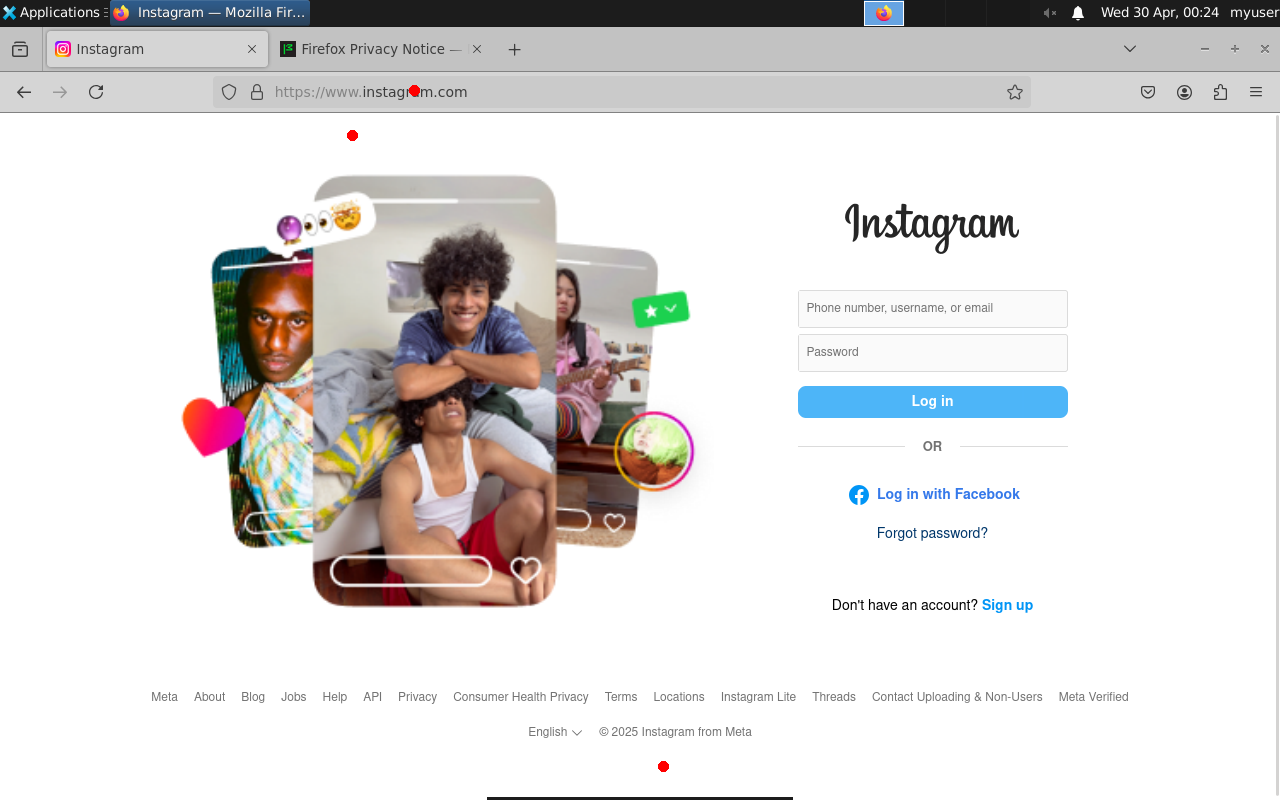 Applications
Instagram — Mozilla Fir...
Wed 30 Apr, 00:24
myuser
Instagram
Firefox Privacy Notice —
https://www.instagram.com
Instagram
Phone number, username, or email
Password
Log in
OR
Log in with Facebook
Forgot password?
Don't have an account? Sign up
Meta About Blog Jobs Help API Privacy Consumer Health Privacy Terms Locations Instagram Lite Threads Contact Uploading & Non-Users Meta Verified
English © 2025 Instagram from Meta